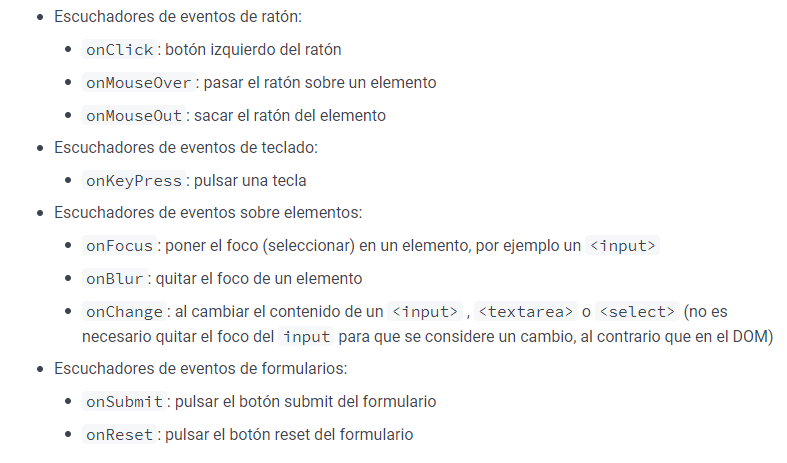 Escuchadores de eventos de ratón:
onClick: botón izquierdo del ratón
onMouseOver: pasar el ratón sobre un elemento
onMouseOut: sacar el ratón del elemento
Escuchadores de eventos de teclado:
onKeyPress: pulsar una tecla
Escuchadores de eventos sobre elementos:
onFocus: poner el foco (seleccionar) en un elemento, por ejemplo un <input>
onBlur: quitar el foco de un elemento
onChange: al cambiar el contenido de un <input>, <textarea> o <select> (no es
necesario quitar el foco del input para que se considere un cambio, al contrario que en el DOM)
Escuchadores de eventos de formularios:
onSubmit: pulsar el botón submit del formulario
onReset: pulsar el botón reset del formulario